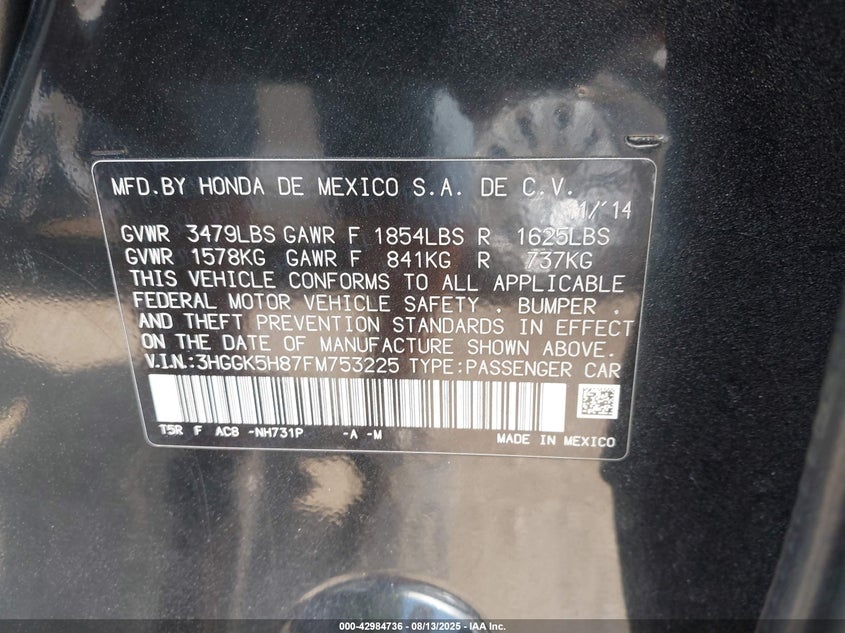 MFD.BY HONDA DE MEXICO S.A. DE C.V.
1/'14
GVWR 3479LBS GAWR F 1854LBS R 1625LBS
GVWR 1578KG GAWR F 841KG R 737KG
THIS VEHICLE CONFORMS TO ALL APPLICABLE
FEDERAL MOTOR VEHICLE SAFETY , BUMPER ,
AND THEFT PREVENTION STANDARDS IN EFFECT
ON THE DATE OF MANUFACTURE SHOWN ABOVE.
V.I.N.:3HGGK5H87FM753225 TYPE:PASSENGER CAR
T5R F AC8 -NH731P -A -M
MADE IN MEXICO
000-42984736 - 08/13/2025 - IAA Inc.